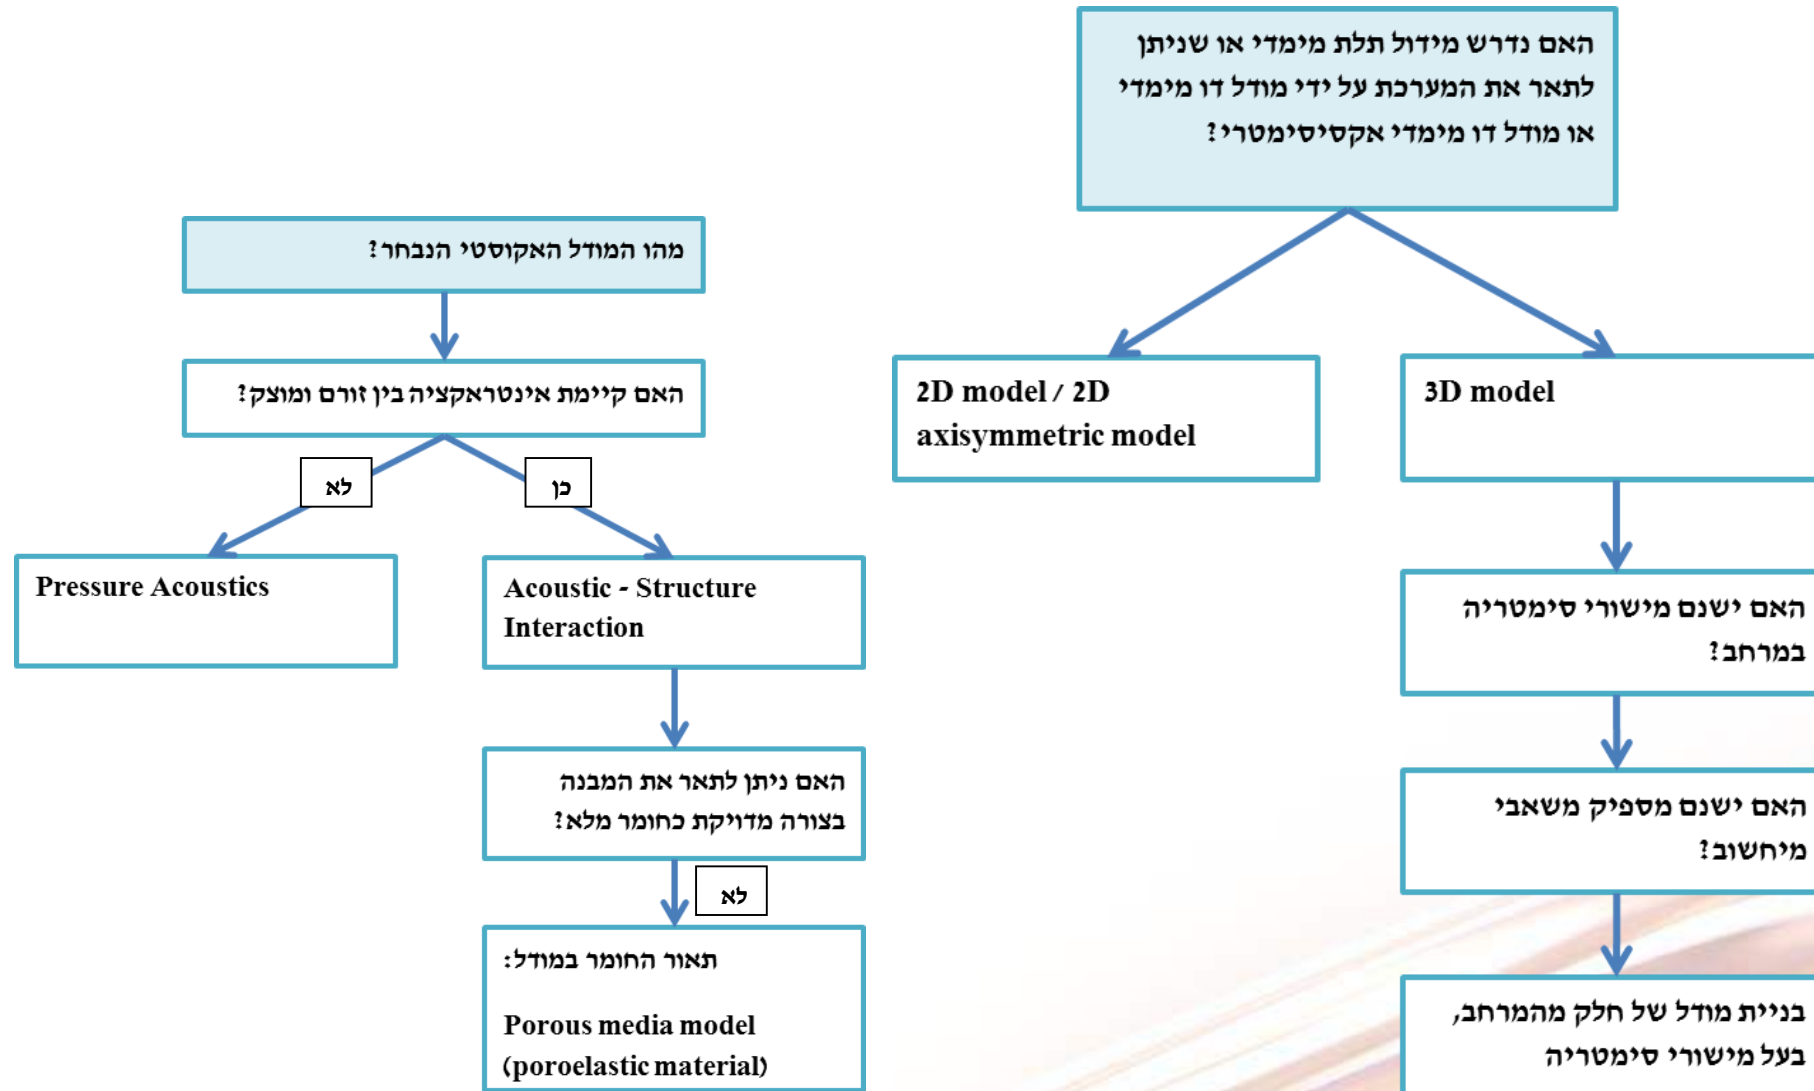 מהו המודל האקוסטי הנבחר?
האם קיימת אינטראקציה בין זורם ומוצק?
לא
כן
Pressure Acoustics
Acoustic - Structure
Interaction
האם ניתן לתאר את המבנה
בצורה מדויקת כחומר מלא?
לא
תאור החומר במודל:
Porous media model
(poroelastic material)
האם נדרש מידול תלת מימדי או שניתן
לתאר את המערכת על ידי מודל דו מימדי
או מודל דו מימדי אקסיסימטרי?
2D model / 2D
axisymmetric model
3D model
האם ישנם מישורי סימטריה
במרחב?
האם ישנם מספיק משאבי
מיחשוב?
בניית מודל של חלק מהמרחב,
בעל מישורי סימטריה